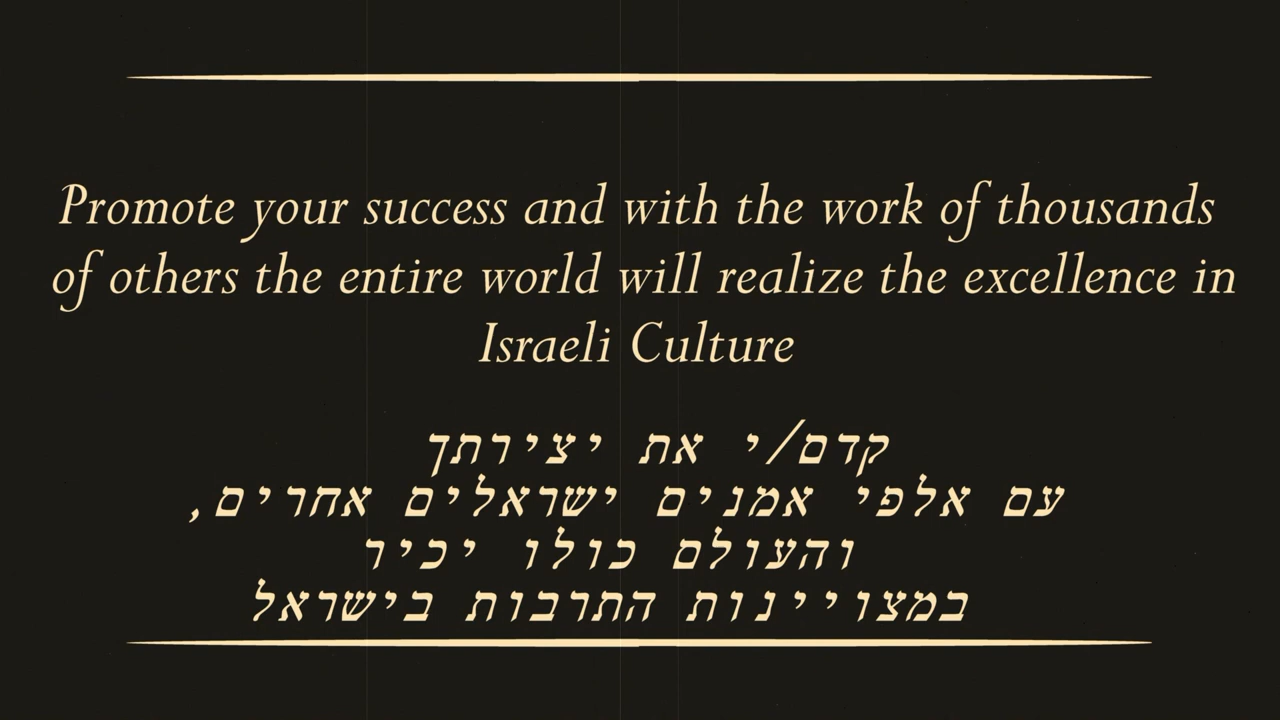 Promote your success and with the work of thousands
of others the entire world will realize the excellence in
Israeli Culture
קדם/י את יצירתך
עם אלפי אמנים ישראלים אחרים,
והעולם כולו יכיר
במצויינות התרבות בישראל